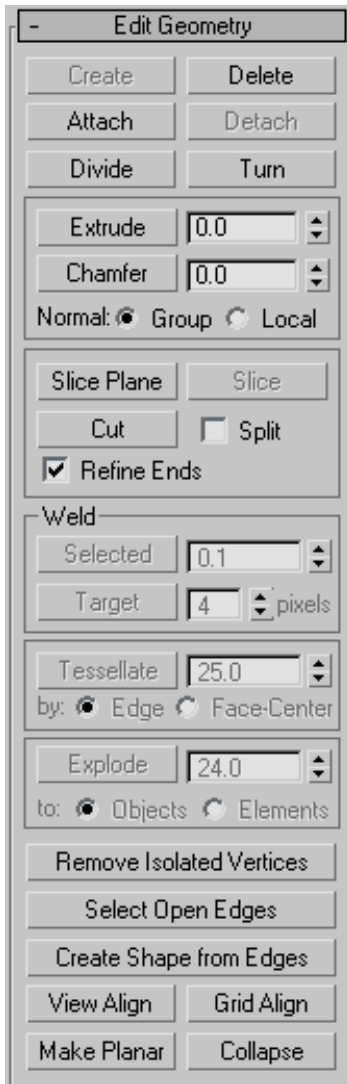 - Edit Geometry
Create Delete
Attach Detach
Divide Turn
Extrude 0.0
Chamfer 0.0
Normal: Group Local
Slice Plane Slice
Cut Split
Refine Ends
Weld
Selected 0.1
Target 4 pixels
Tessellate 25.0
by: Edge Face-Center
Explode 24.0
to: Objects Elements
Remove Isolated Vertices
Select Open Edges
Create Shape from Edges
View Align Grid Align
Make Planar Collapse